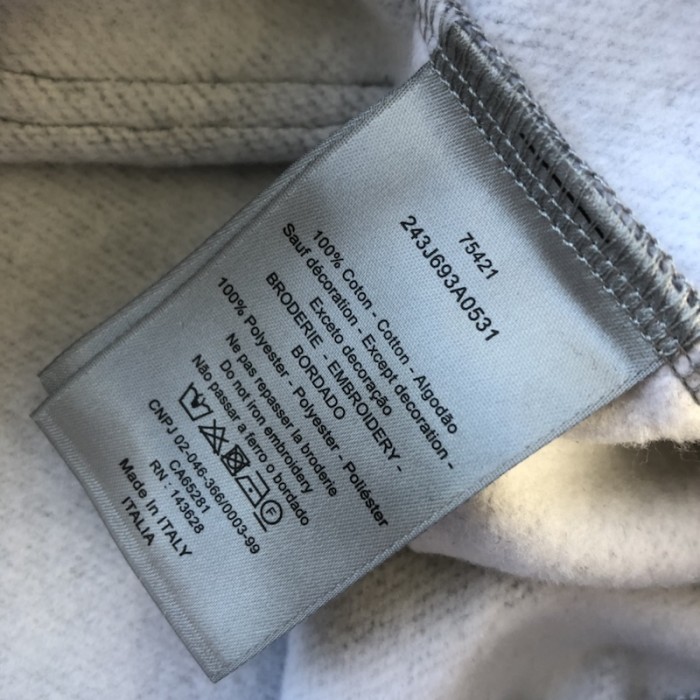 75421
243J693A0531
100% Coton - Cotton - Algodão
Sauf décoration - Except decoration -
Exceto decoração
BRODERIE - EMBROIDERY -
BORDADO
100% Polyester - Polyester - Poliéster
Ne pas repasser la broderie
Do not iron embroidery
Não passar a ferro o bordado
F
CNPJ 02-046-366/0003-99
CA65281
RN : 143628
Made In ITALY
ITALIA